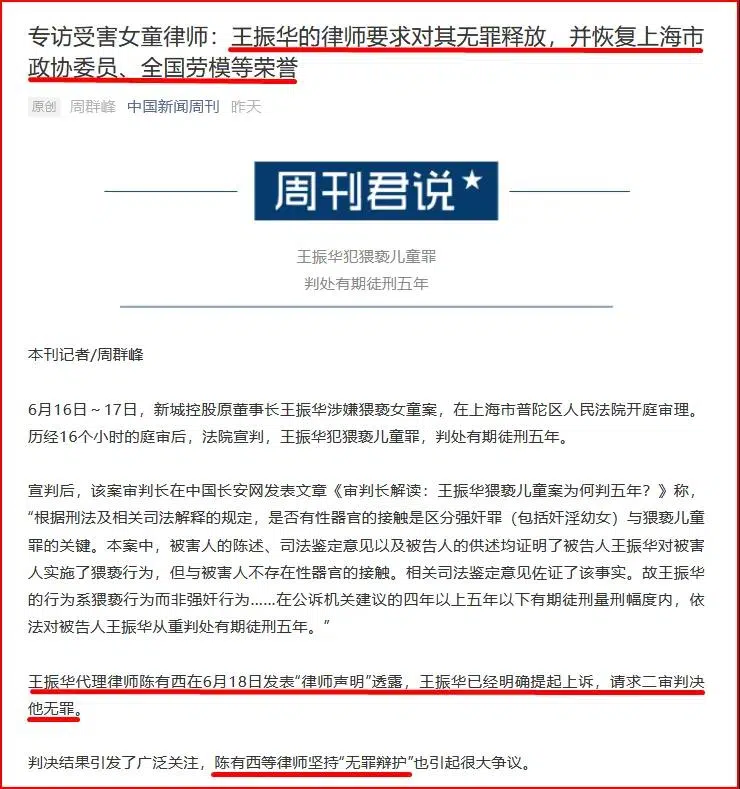 专访受害女童律师：王振华的律师要求对其无罪释放，并恢复上海市
政协委员、全国劳模等荣誉
原创 周群峰 中国新闻周刊 昨天
周刊君说★
王振华犯猥亵儿童罪
判处有期徒刑五年
本刊记者/周群峰
6月16日～17日，新城控股原董事长王振华涉嫌猥亵女童案，在上海市普陀区人民法院开庭审理。
历经16个小时的庭审后，法院宣判，王振华犯猥亵儿童罪，判处有期徒刑五年。
宣判后，该案审判长在中国长安网发表文章《审判长解读：王振华猥亵儿童案为何判五年？》称，
“根据刑法及相关司法解释的规定，是否有性器官的接触是区分强奸罪（包括奸淫幼女）与猥亵儿童
罪的关键。本案中，被害人的陈述、司法鉴定意见以及被告人的供述均证明了被告人王振华对被害
人实施了猥亵行为，但与被害人不存在性器官的接触。相关司法鉴定意见佐证了该事实。故王振华
的行为系猥亵行为而非强奸行为……在公诉机关建议的四年以上五年以下有期徒刑量刑幅度内，依
法对被告人王振华从重判处有期徒刑五年。”
王振华代理律师陈有西在6月18日发表“律师声明”透露，王振华已经明确提起上诉，请求二审判决
他无罪。
判决结果引发了广泛关注，陈有西等律师坚持“无罪辩护”也引起很大争议。